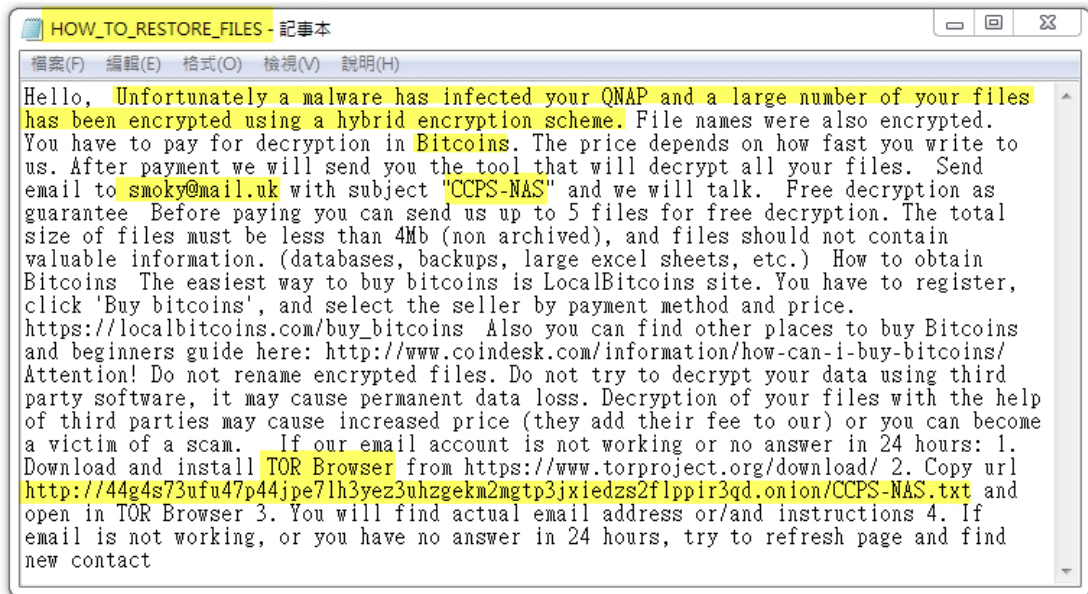 HOW_TO_RESTORE_FILES - 記事本
檔案(F) 編輯(E) 格式(O) 檢視(V) 說明(H)
Hello,  Unfortunately a malware has infected your QNAP and a large number of your files
has been encrypted using a hybrid encryption scheme. File names were also encrypted.
You have to pay for decryption in Bitcoins. The price depends on how fast you write to
us. After payment we will send you the tool that will decrypt all your files.  Send
email to smoky@mail.uk with subject "CCPS-NAS" and we will talk.  Free decryption as
guarantee  Before paying you can send us up to 5 files for free decryption. The total
size of files must be less than 4Mb (non archived), and files should not contain
valuable information. (databases, backups, large excel sheets, etc.)  How to obtain
Bitcoins  The easiest way to buy bitcoins is LocalBitcoins site. You have to register,
click 'Buy bitcoins', and select the seller by payment method and price.
https://localbitcoins.com/buy_bitcoins  Also you can find other places to buy Bitcoins
and beginners guide here: http://www.coindesk.com/information/how-can-i-buy-bitcoins/
Attention! Do not rename encrypted files. Do not try to decrypt your data using third
party software, it may cause permanent data loss. Decryption of your files with the help
of third parties may cause increased price (they add their fee to our) or you can become
a victim of a scam.   If our email account is not working or no answer in 24 hours: 1.
Download and install TOR Browser from https://www.torproject.org/download/ 2. Copy url
http://44g4s73ufu47p44jpe7lh3yez3uhzgekm2mgtp3jxiedzs2flppir3qd.onion/CCPS-NAS.txt and
open in TOR Browser 3. You will find actual email address or/and instructions 4. If
email is not working, or you have no answer in 24 hours, try to refresh page and find
new contact